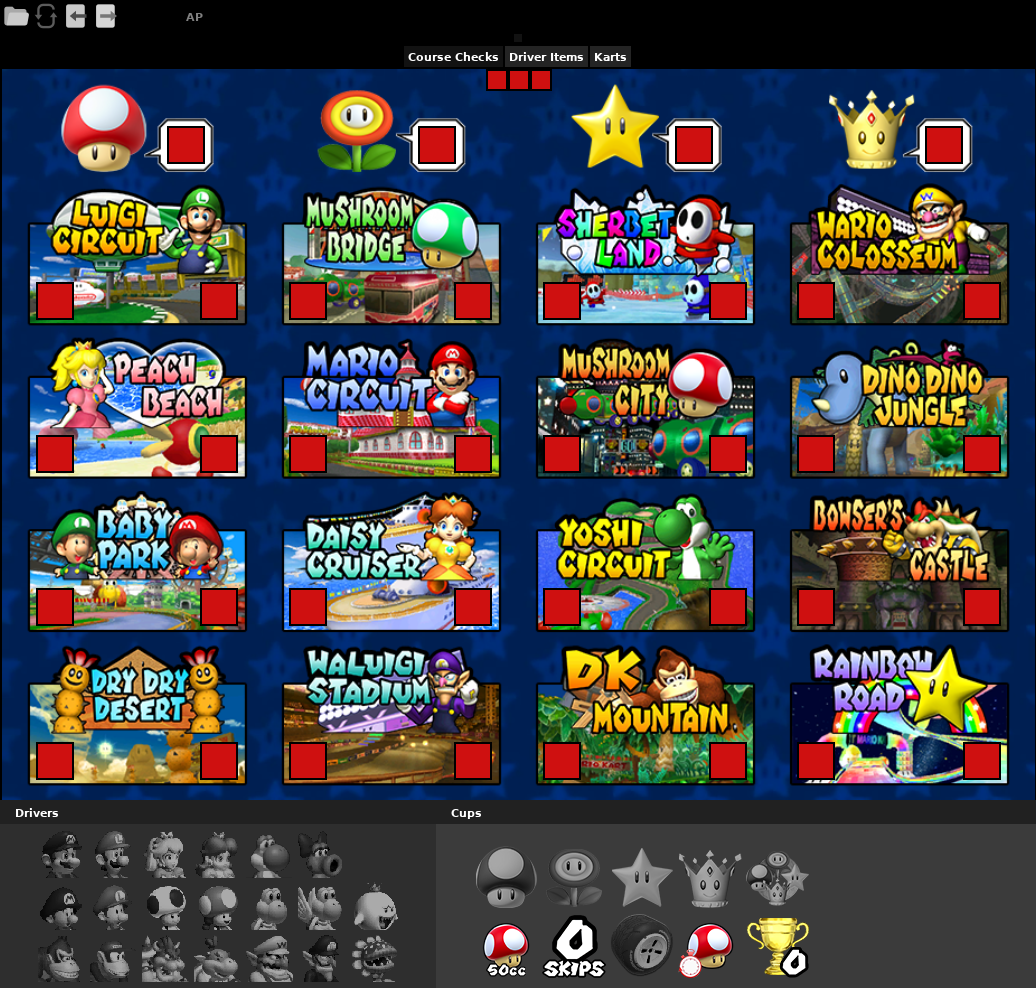 AP
Course Checks Driver Items Karts
LUIGI CIRCUIT
MUSHROOM BRIDGE
SHERBET LAND
WARIO COLOSSEUM
PEACH BEACH
MARIO CIRCUIT
MUSHROOM CITY
DINO DINO JUNGLE
BABY PARK
DAISY CRUISER
YOSHI CIRCUIT
BOWSER'S CASTLE
DRY DRY DESERT
WALUIGI STADIUM
DK MOUNTAIN
RAINBOW ROAD
Drivers
Cups
50cc
0 SKIPS
0